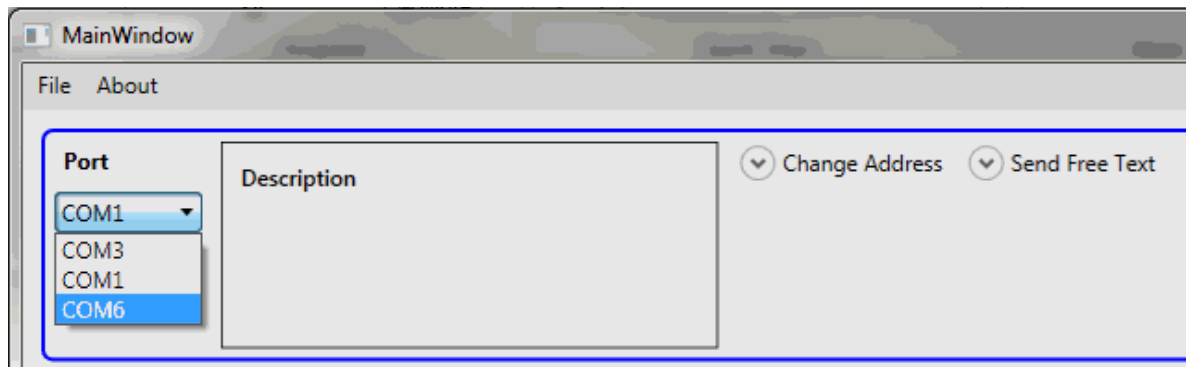 MainWindow
File About
Port
Description
Change Address
Send Free Text
COM1
COM3
COM1
COM6